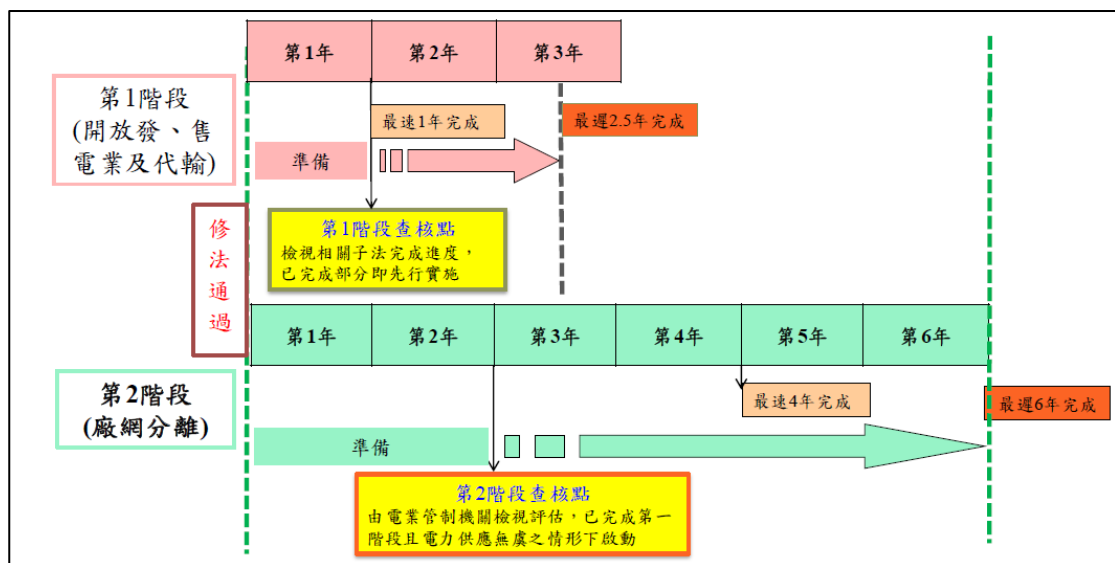 第1年
第2年
第3年
第1階段
(開放發、售
電業及代輸)
最速1年完成
最遲2.5年完成
準備
第1階段查核點
檢視相關子法完成進度，
已完成部分即先行實施
修
法
通
過
第1年
第2年
第3年
第4年
第5年
第6年
第2階段
(廠網分離)
最速4年完成
最遲6年完成
準備
第2階段查核點
由電業管制機關檢視評估，已完成第一
階段且電力供應無虞之情形下啟動